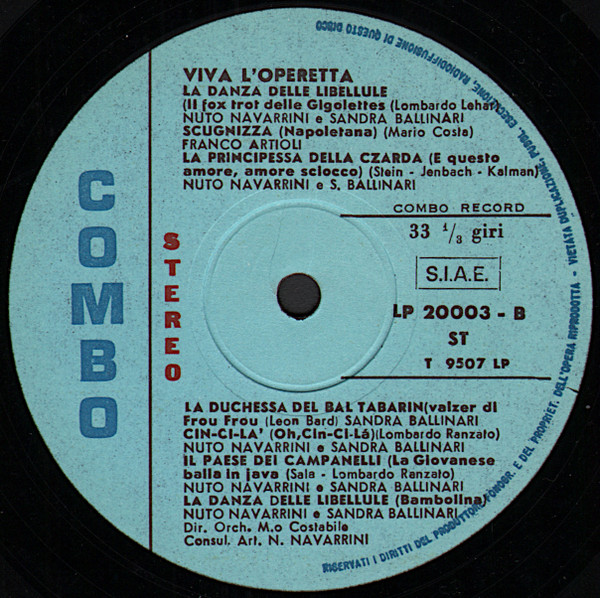 VIVA L'OPERETTA
LA DANZA DELLE LIBELLULE
(Il fox trot delle Gigolettes (Lombardo Lehar)
NUTO NAVARRINI e SANDRA BALLINARI
SCUGNIZZA (Napoletana) (Mario Costa)
FRANCO ARTIOLI
LA PRINCIPESSA DELLA CZARDA (E questo
amore, amore sciocco) (Stein - Jenbach - Kalman)
NUTO NAVARRINI e S. BALLINARI
COMBO
STEREO
COMBO RECORD
33 1/3 giri
S.I.A.E.
LP 20003 - B
ST
T 9507 LP
LA DUCHESSA DEL BAL TABARIN(valzer di
Frou Frou (Leon Bard) SANDRA BALLINARI
CIN-CI-LA' (Oh,Cin-Ci-Là)(Lombardo Ranzato)
NUTO NAVARRINI e SANDRA BALLINARI
IL PAESE DEI CAMPANELLI (La Giovanese
balla in java (Sala - Lombardo Ranzato)
NUTO NAVARRINI e SANDRA BALLINARI
LA DANZA DELLE LIBELLULE (Bambolina)
NUTO NAVARRINI e SANDRA BALLINARI
Dir. Orch. M.o Costabile
Consul. Art. N. NAVARRINI
RISERVATI I DIRITTI DEL PRODUTTORE FONOGR. E DEL PROPRIET. DELL'OPERA RIPRODOTTA - VIETATA DUPLICAZIONE, PUBBL. ESECUZIONE, RADIODIFFUSIONE DI QUESTO DISCO